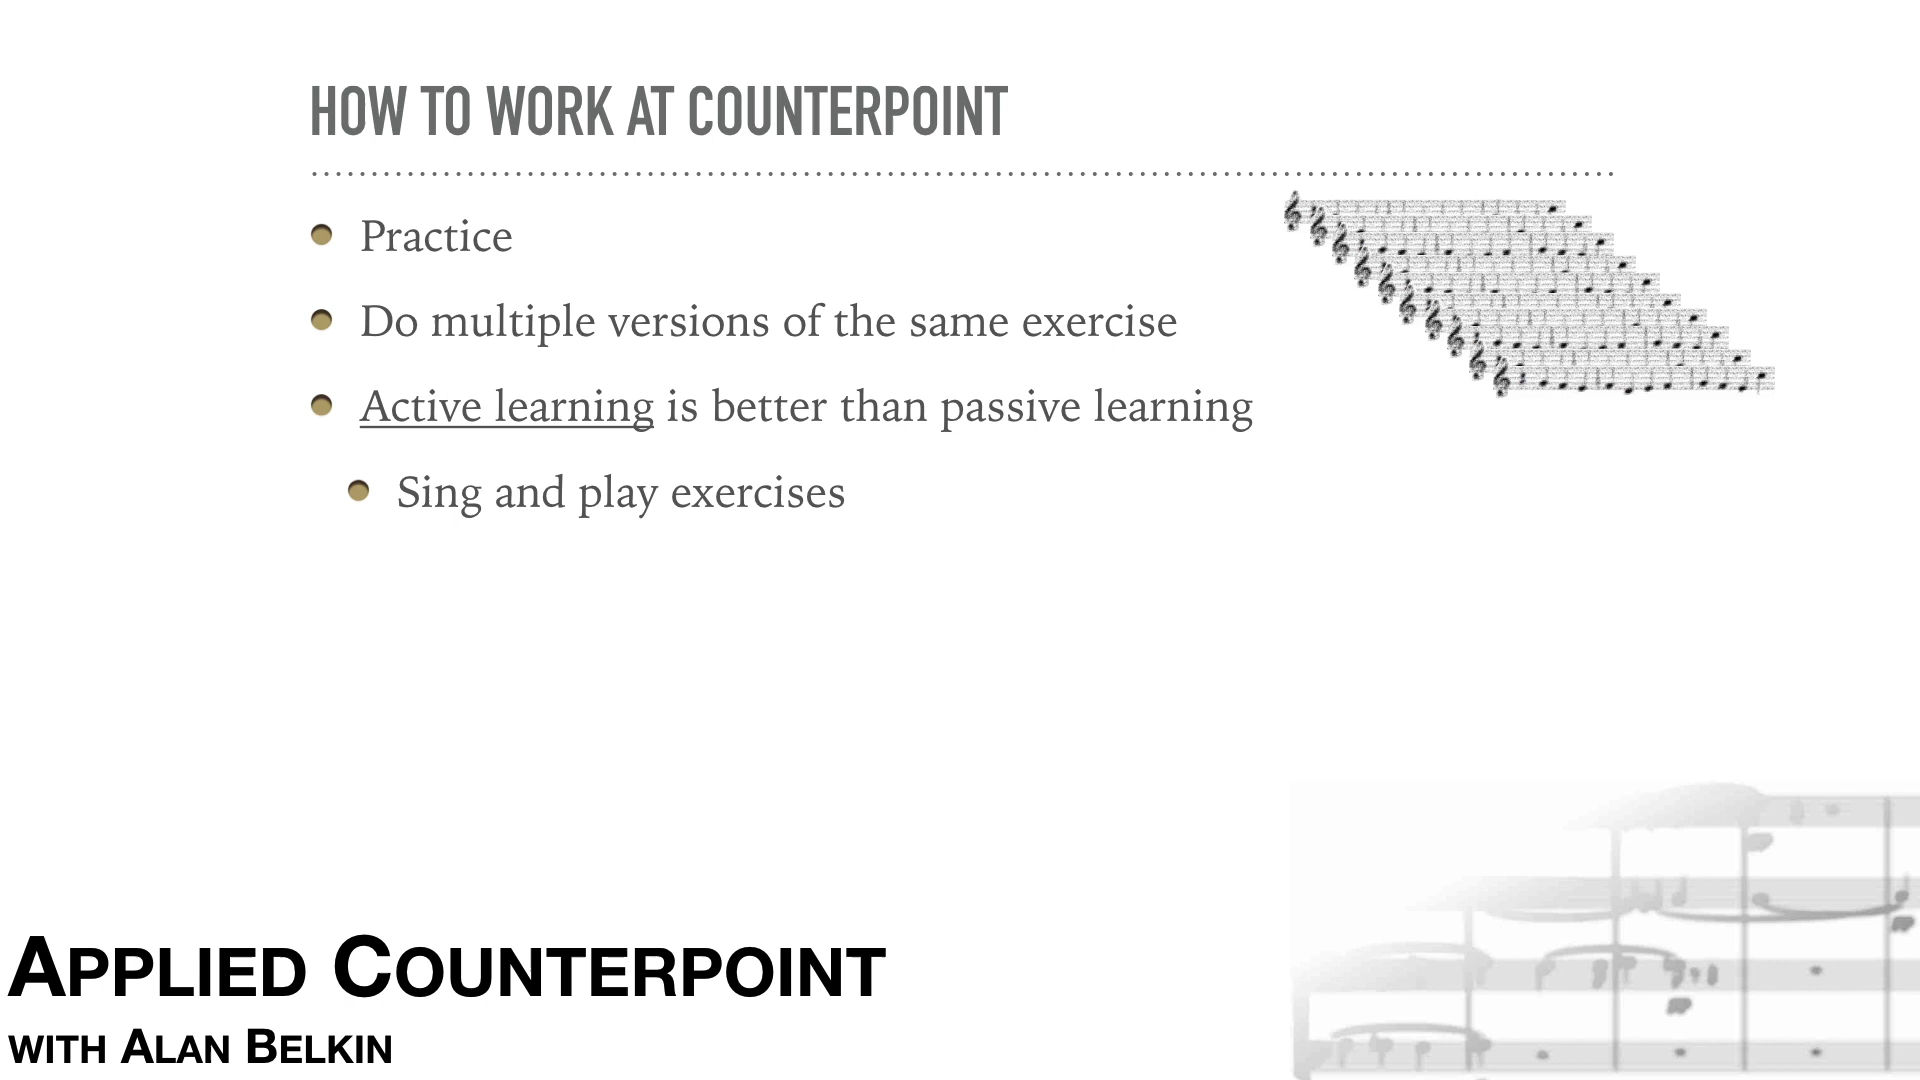 HOW TO WORK AT COUNTERPOINT
Practice
Do multiple versions of the same exercise
Active learning is better than passive learning
Sing and play exercises
APPLIED COUNTERPOINT
WITH ALAN BELKIN